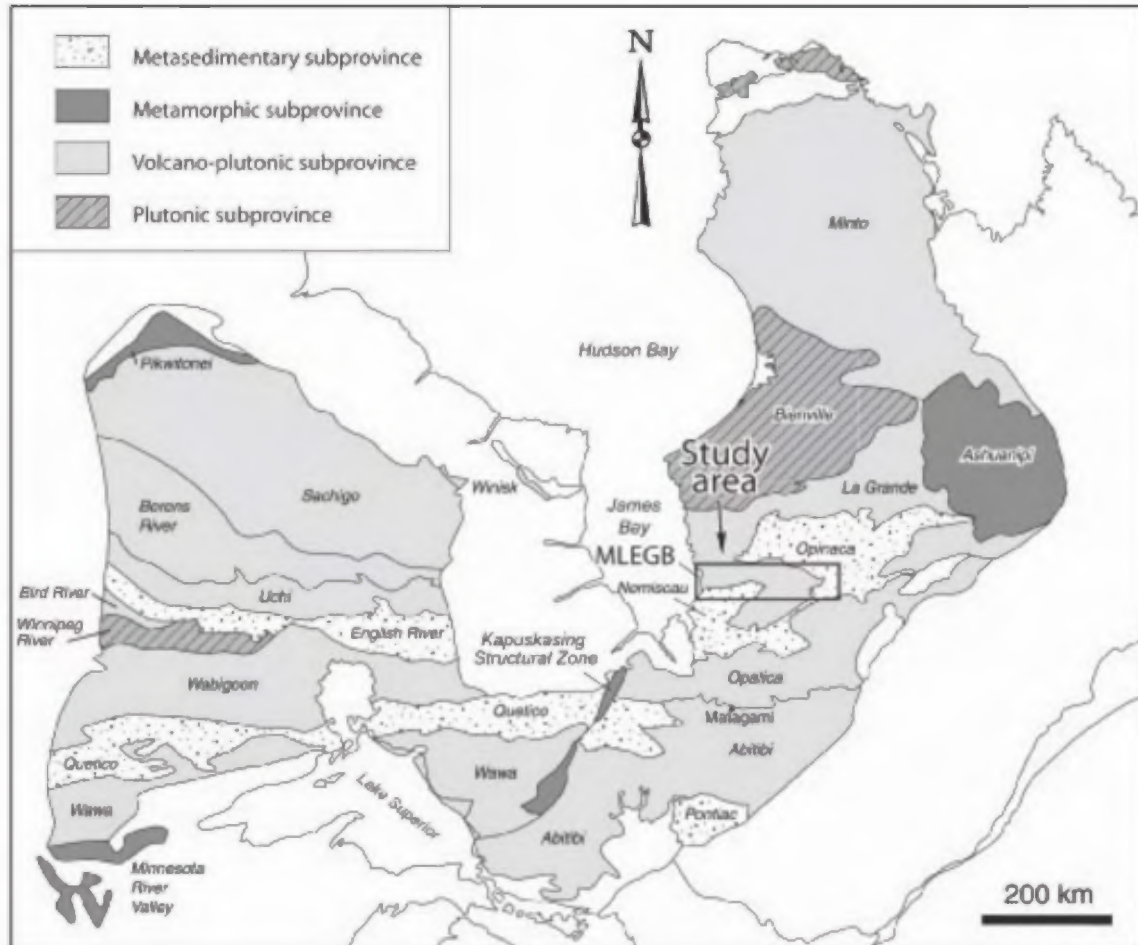 Metasedimentary subprovince
Metamorphic subprovince
Volcano-plutonic subprovince
Plutonic subprovince
N
Minto
Hudson Bay
Pikwitonei
Bienville
Ashuanipi
Study
area
La Grande
Sachigo
Winisk
Berens
River
James
Bay
Opinaca
MLEGB
Nemiscau
Uchi
Bird River
Winnipeg
River
English River
Kapuskasing
Structural Zone
Wabigoon
Opatica
Quetico
Matagami
Abitibi
Quetico
Wawa
Lake Superior
Wawa
Pontiac
Abitibi
Minnesota
River
Valley
200 km